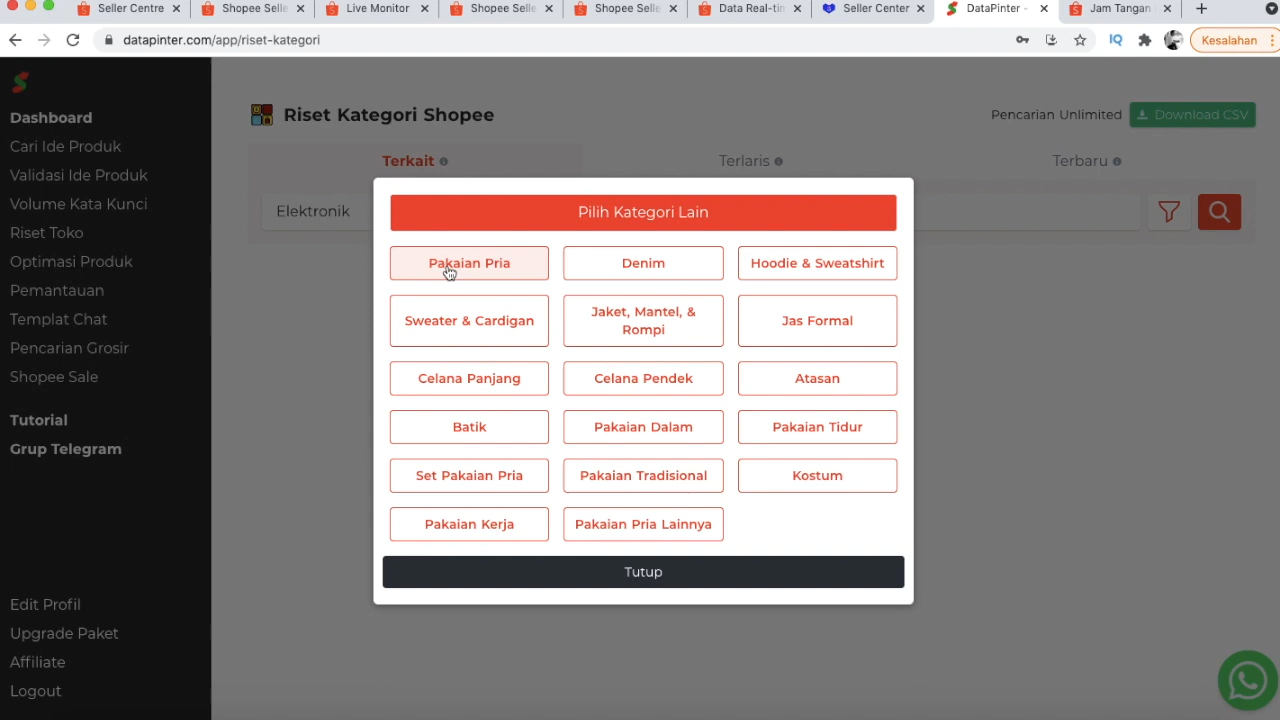 Seller Centre
Shopee Selle
Live Monitor
Shopee Selle
Shopee Selle
Data Real-tim
Seller Center
DataPinter -
Jam Tangan
datapinter.com/app/riset-kategori
IQ
Kesalahan
Dashboard
Cari Ide Produk
Validasi Ide Produk
Volume Kata Kunci
Riset Toko
Optimasi Produk
Pemantauan
Templat Chat
Pencarian Grosir
Shopee Sale
Tutorial
Grup Telegram
Edit Profil
Upgrade Paket
Affiliate
Logout
Riset Kategori Shopee
Pencarian Unlimited
Download CSV
Terkait
Terlaris
Terbaru
Elektronik
Pilih Kategori Lain
Pakaian Pria
Denim
Hoodie & Sweatshirt
Sweater & Cardigan
Jaket, Mantel, &
Rompi
Jas Formal
Celana Panjang
Celana Pendek
Atasan
Batik
Pakaian Dalam
Pakaian Tidur
Set Pakaian Pria
Pakaian Tradisional
Kostum
Pakaian Kerja
Pakaian Pria Lainnya
Tutup